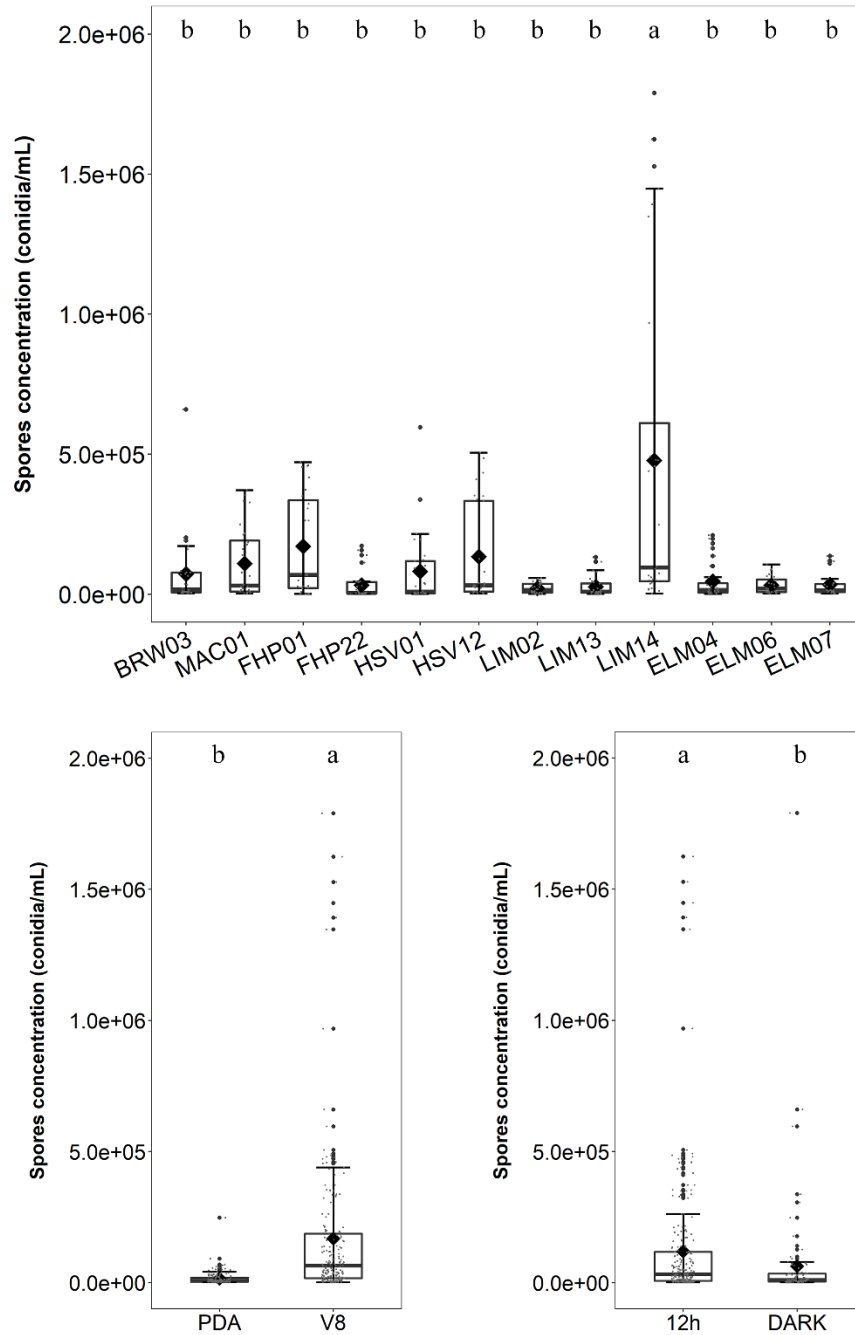 b b b b b b b b a b b b
Spores concentration (conidia/mL)
2.0e+06
1.5e+06
1.0e+06
5.0e+05
0.0e+00
BRW03 MAC01 FHP01 FHP22 HSV01 HSV12 LIM02 LIM13 LIM14 ELM04 ELM06 ELM07
b a
Spores concentration (conidia/mL)
2.0e+06
1.5e+06
1.0e+06
5.0e+05
0.0e+00
PDA V8
a b
Spores concentration (conidia/mL)
2.0e+06
1.5e+06
1.0e+06
5.0e+05
0.0e+00
12h DARK